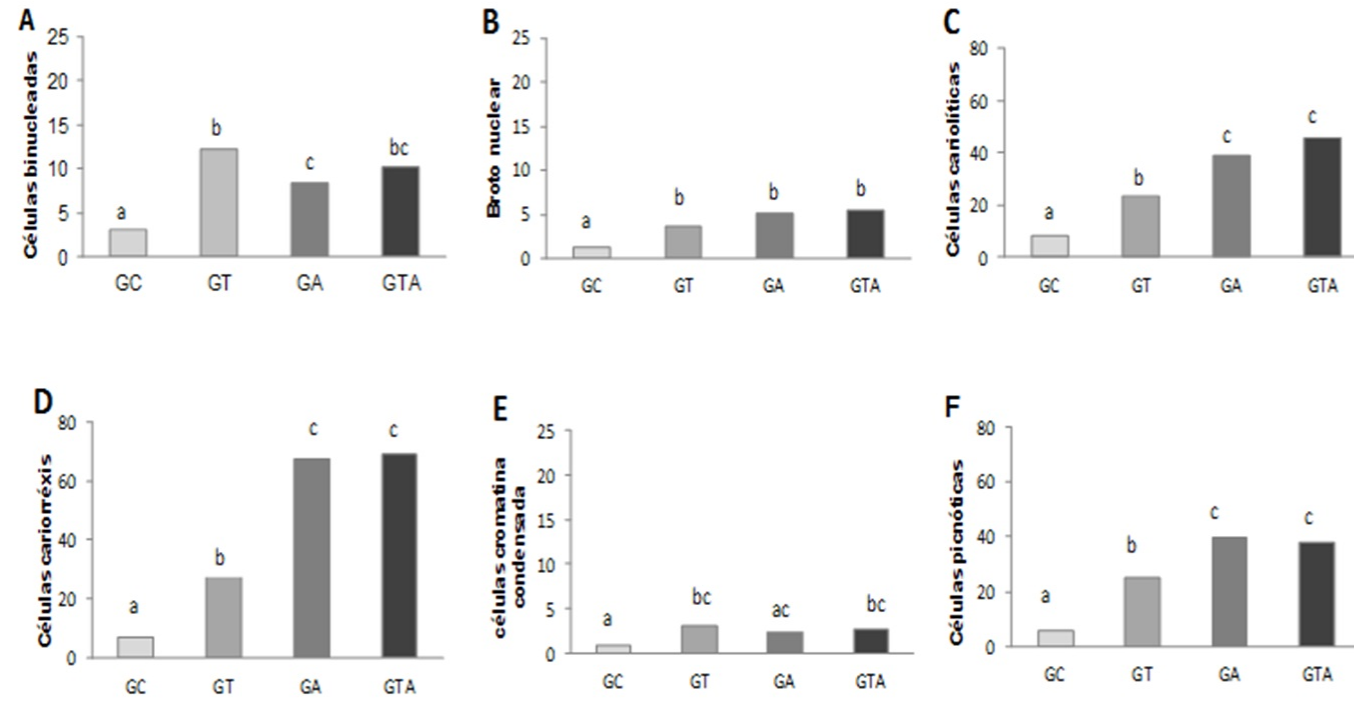 A
Células binucleadas
25
20
15
10
5
0
a
b
c
bc
GC GT GA GTA
B
Broto nuclear
25
20
15
10
5
0
a
b
b
b
GC GT GA GTA
C
Células cariolíticas
80
60
40
20
0
a
b
c
c
GC GT GA GTA
D
Células cariorréxis
80
60
40
20
0
a
b
c
c
GC GT GA GTA
E
células cromatina
condensada
25
20
15
10
5
0
a
bc
ac
bc
GC GT GA GTA
F
Células picnóticas
80
60
40
20
0
a
b
c
c
GC GT GA GTA